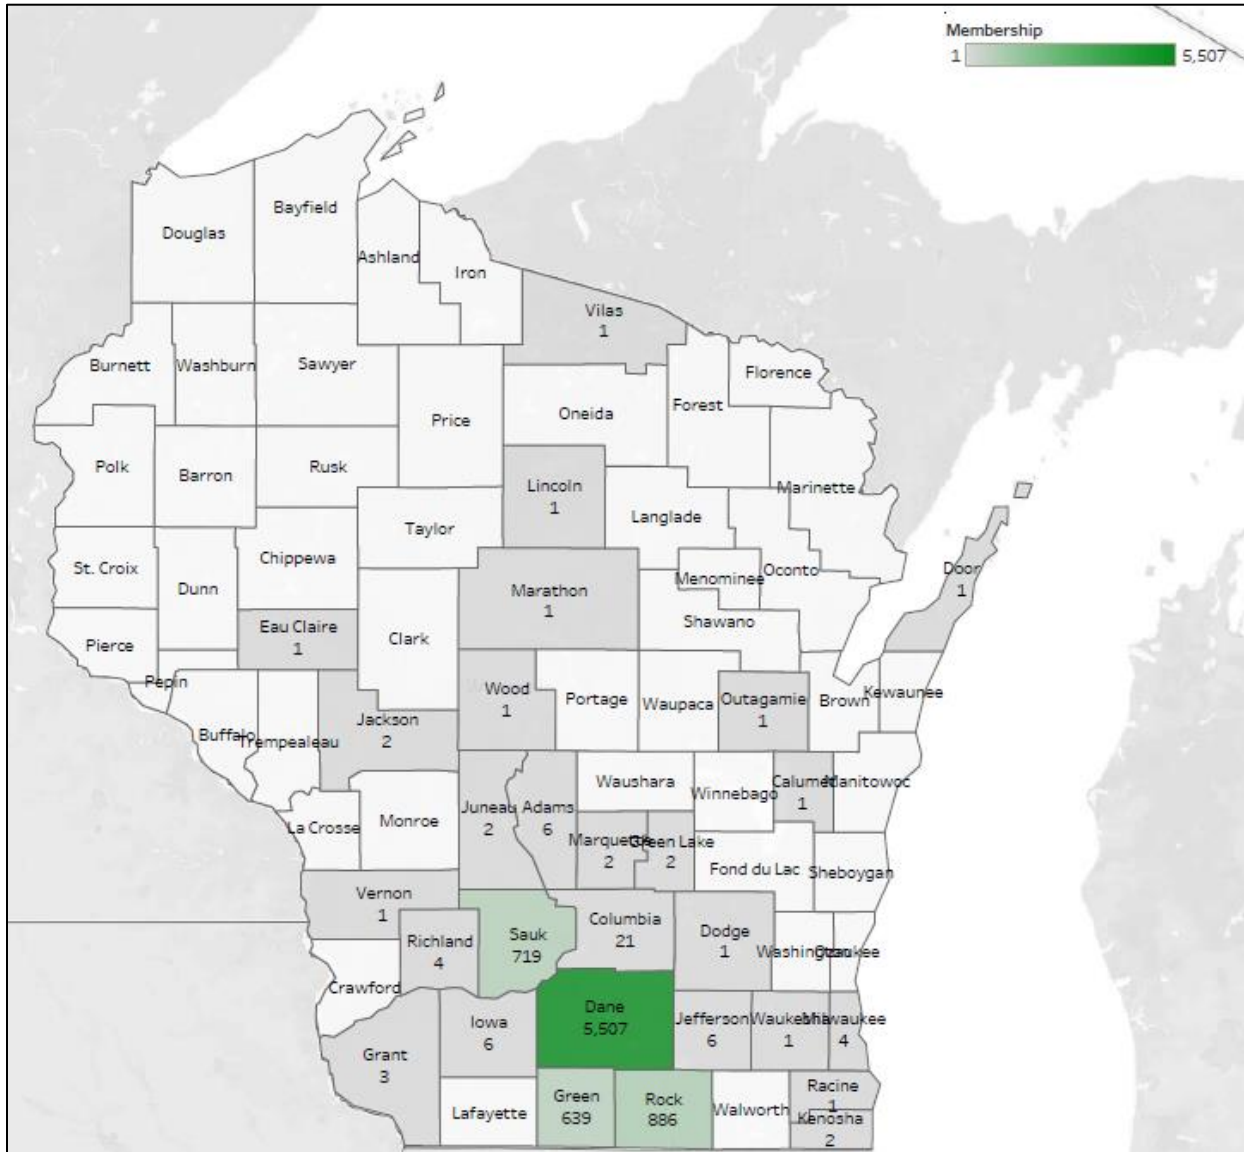 Membership
1 5,507
Bayfield
Douglas
Ashland
Iron
Vilas
1
Burnett
Washburn
Sawyer
Florence
Price
Oneida
Forest
Polk
Barron
Rusk
Lincoln
1
Marinette
Taylor
Langlade
Chippewa
St. Croix
Dunn
Menominee
Oconto
Door
1
Marathon
1
Eau Claire
1
Clark
Shawano
Pierce
Pepin
Wood
1
Portage
Waupaca
Outagamie
1
Brown
Kewaunee
Buffalo
Trempealeau
Jackson
2
Waushara
Winnebago
Calumet
1
Manitowoc
La Crosse
Monroe
Juneau
2
Adams
6
Marquette
2
Green Lake
2
Fond du Lac
Sheboygan
Vernon
1
Richland
4
Sauk
719
Columbia
21
Dodge
1
Washington
Ozaukee
Crawford
Iowa
6
Dane
5,507
Jefferson
6
Waukesha
1
Milwaukee
4
Grant
3
Lafayette
Green
639
Rock
886
Walworth
Racine
1
Kenosha
2